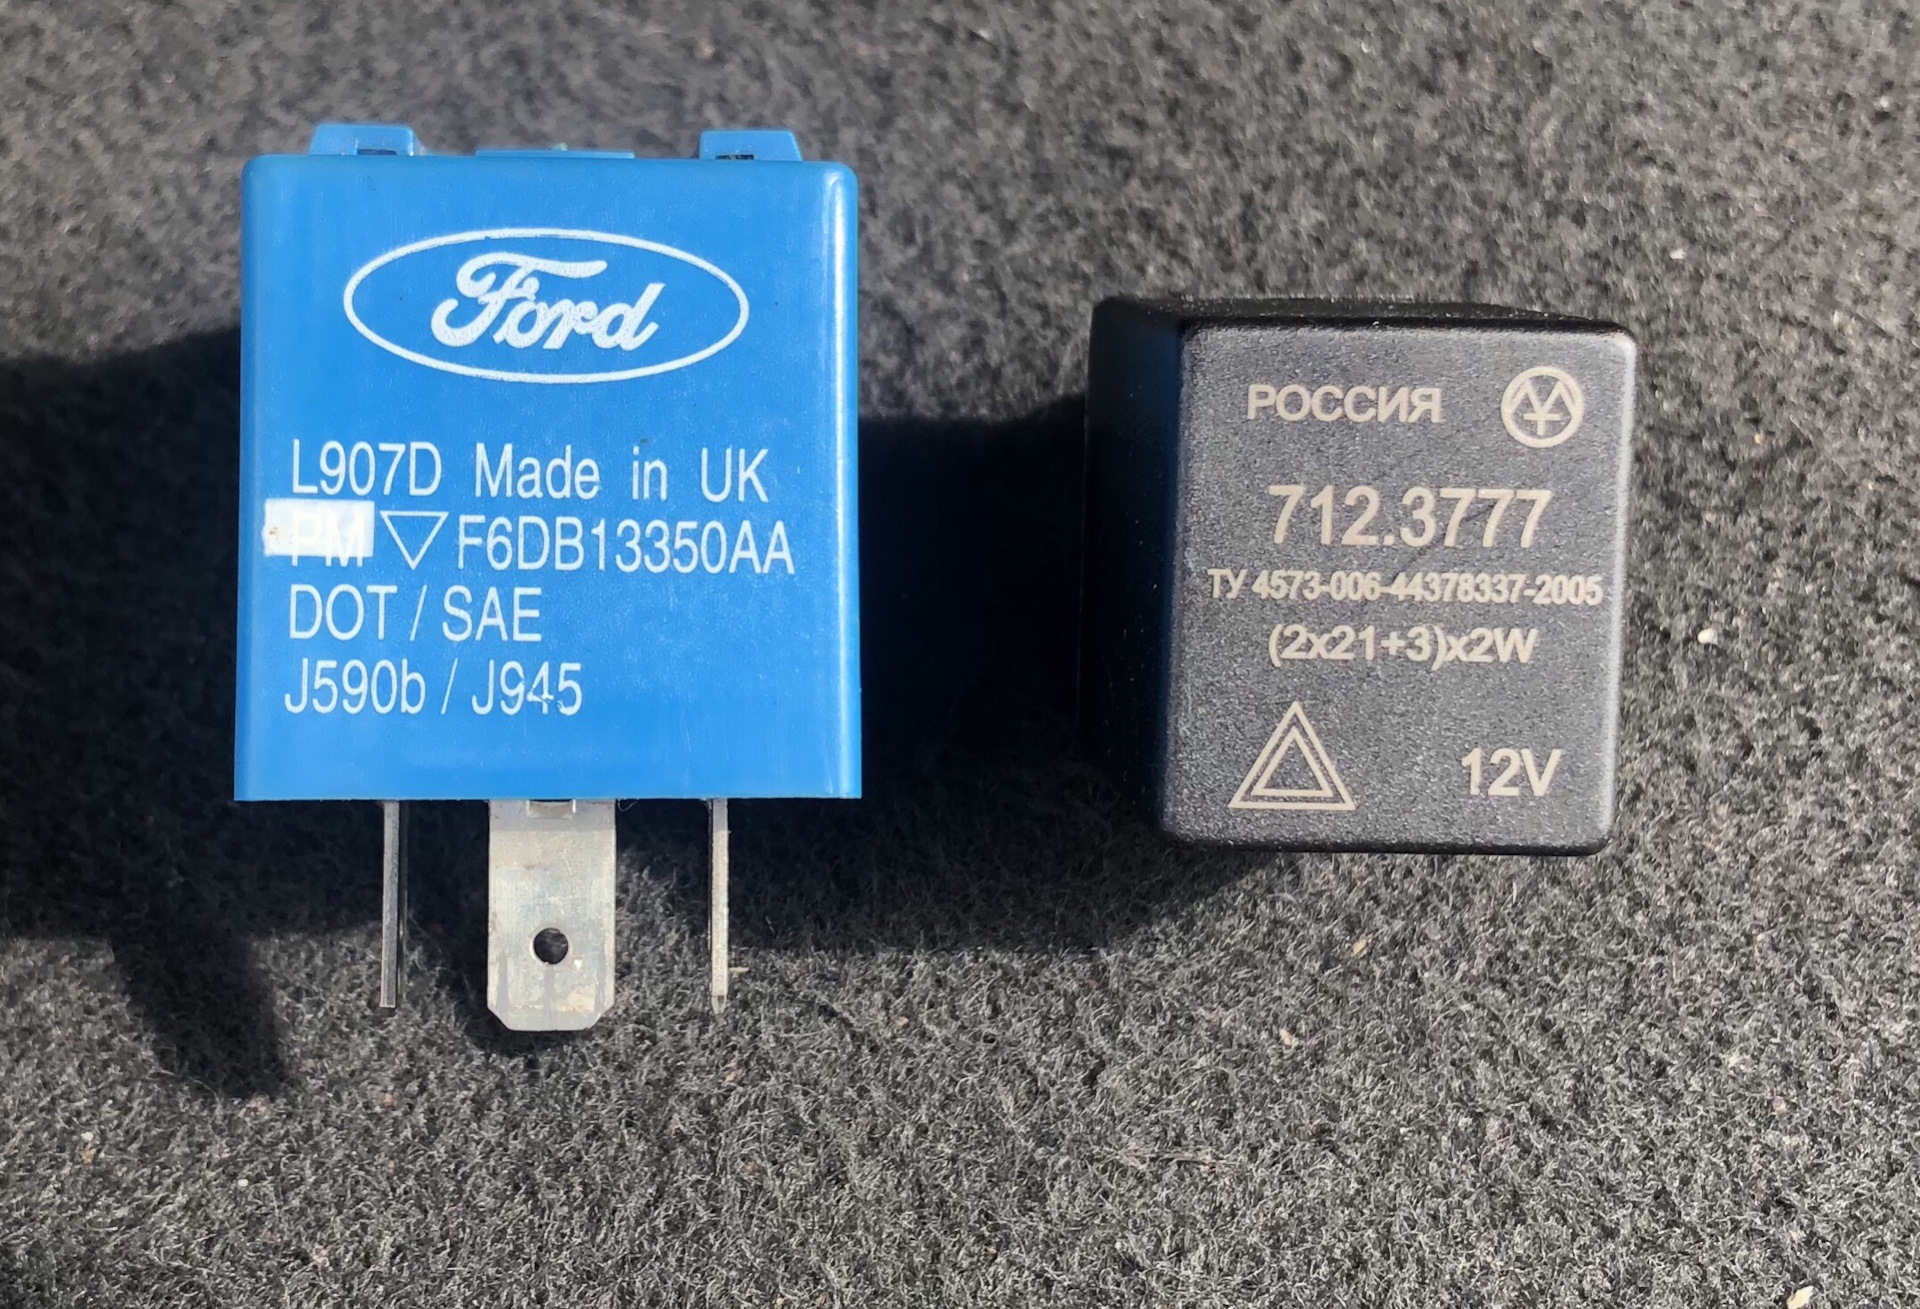 Ford
L907D Made in UK
PM F6DB13350AA
DOT / SAE
J590b / J945
РОССИЯ
712.3777
ТУ 4573-006-44378337-2005
(2x21+3)x2W
12V